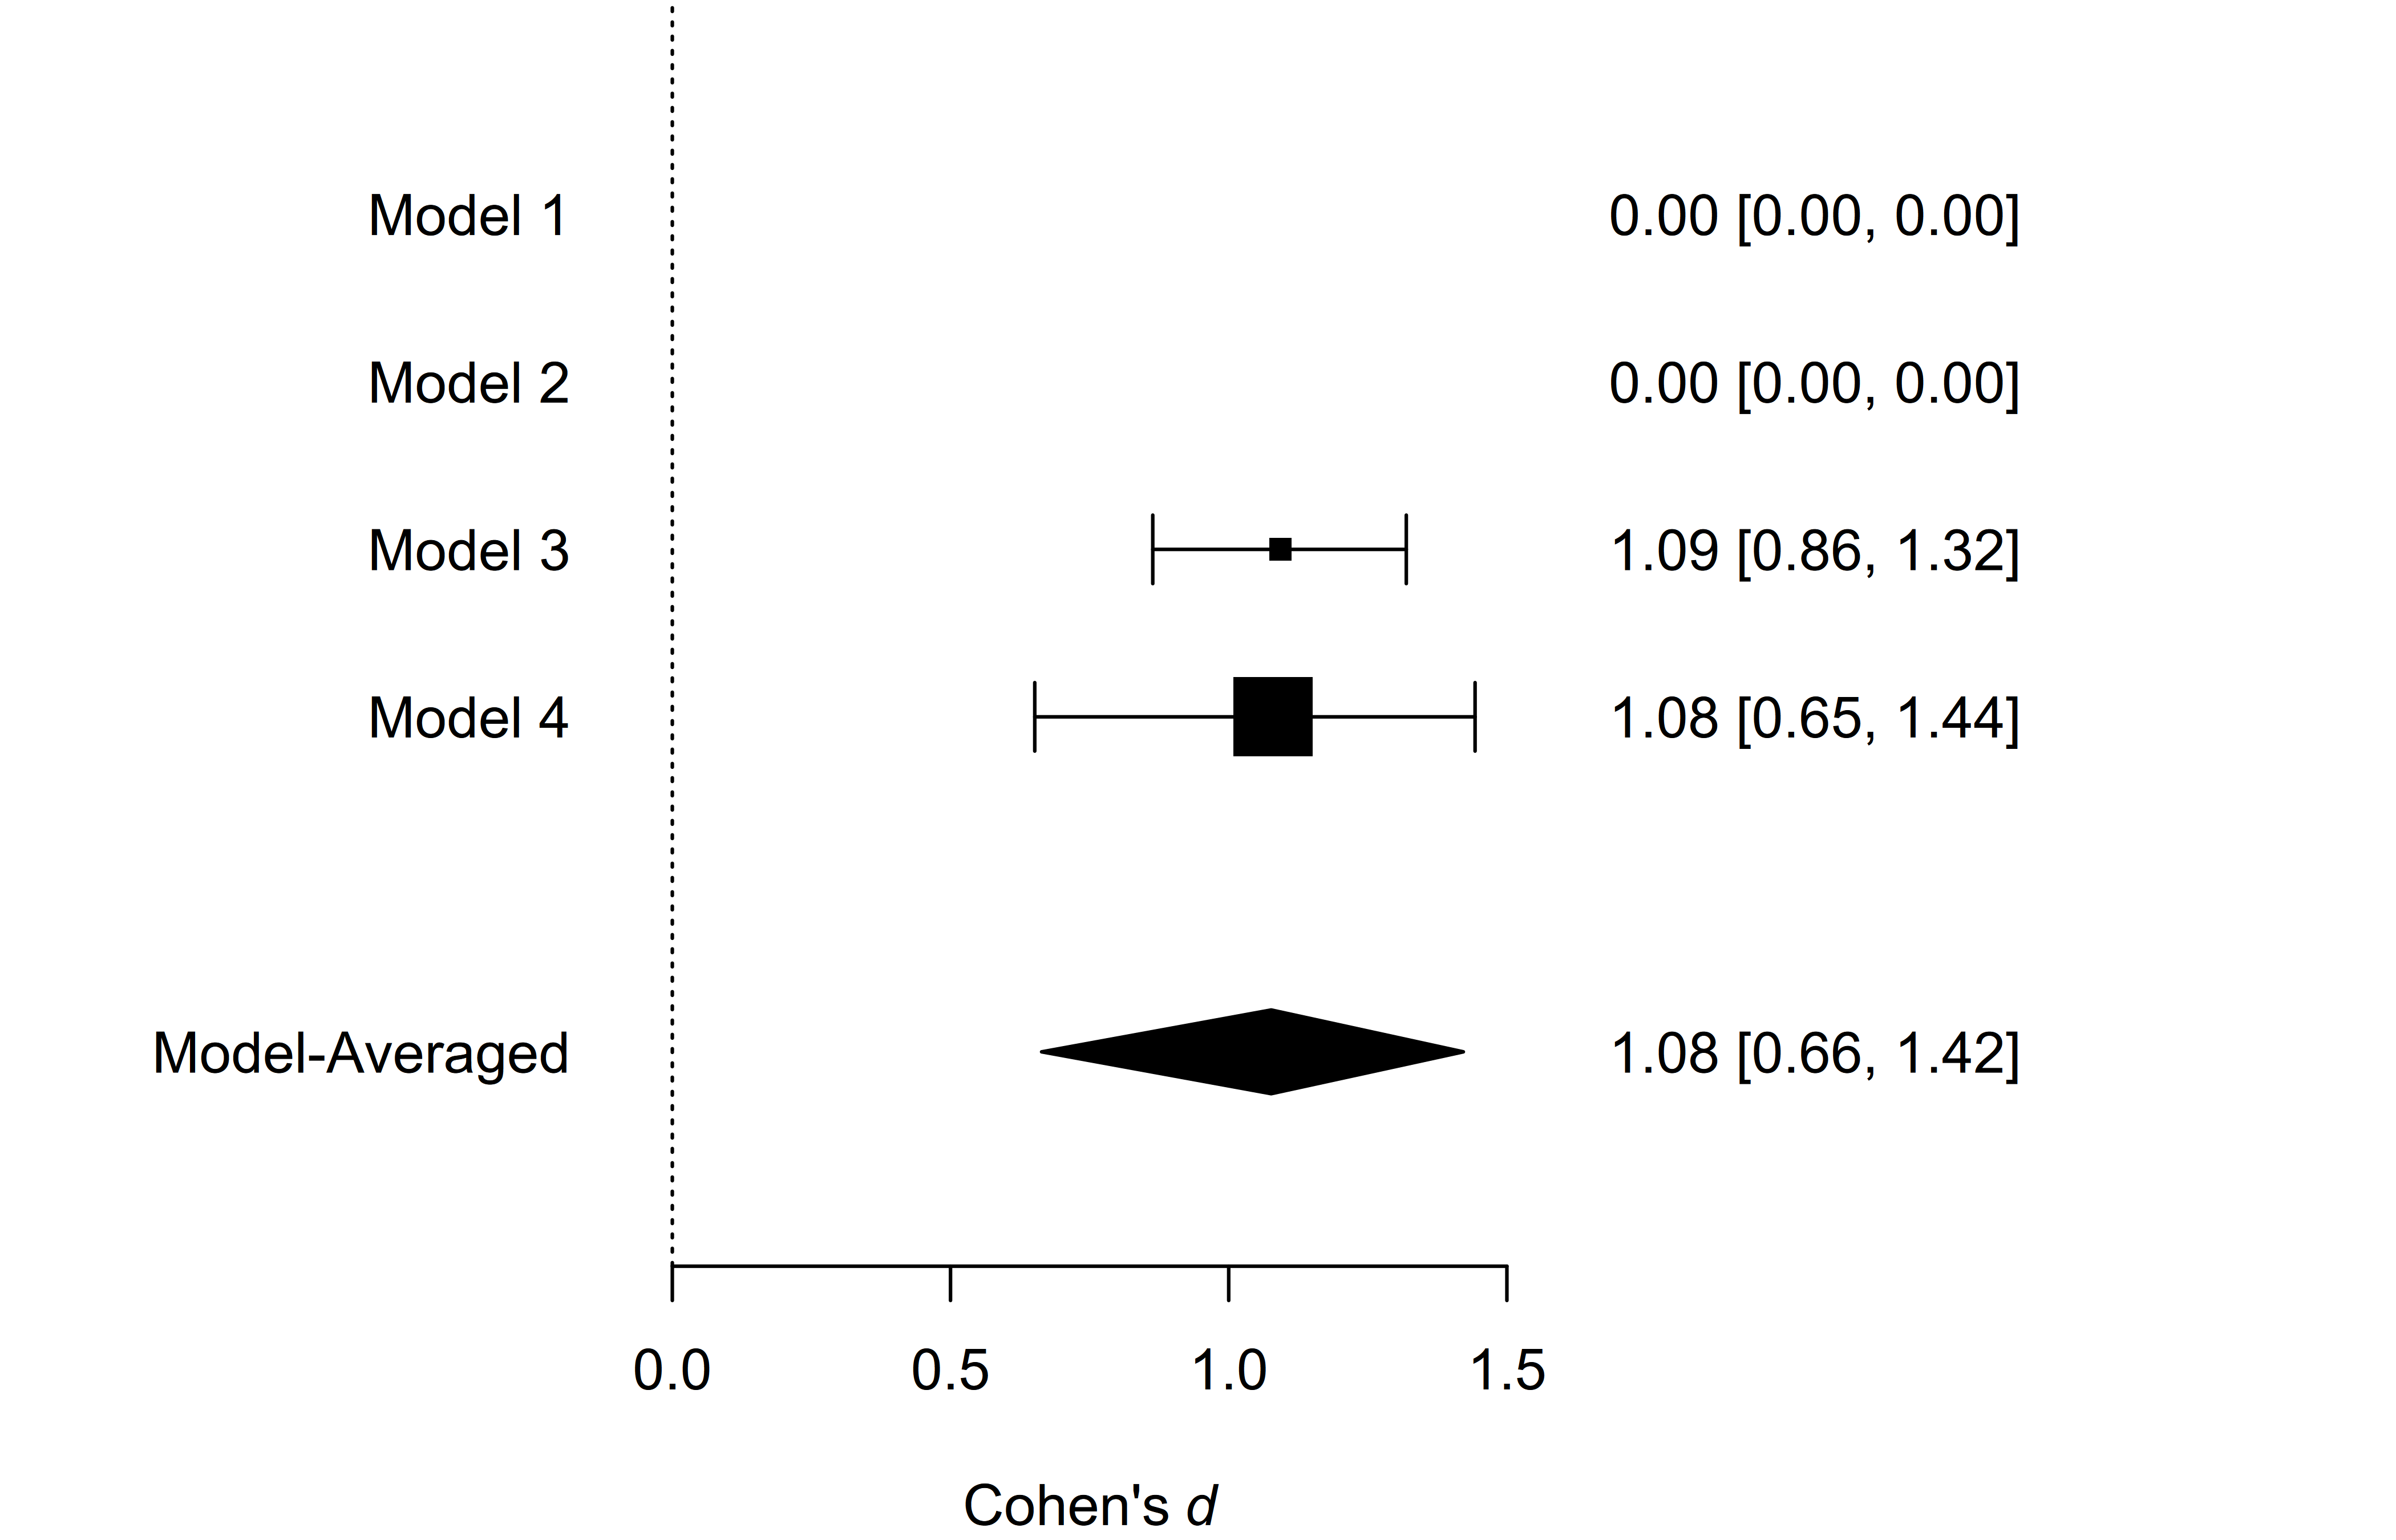 Model 1 0.00 [0.00, 0.00]
Model 2 0.00 [0.00, 0.00]
Model 3 1.09 [0.86, 1.32]
Model 4 1.08 [0.65, 1.44]
Model-Averaged 1.08 [0.66, 1.42]
0.0 0.5 1.0 1.5
Cohen's d